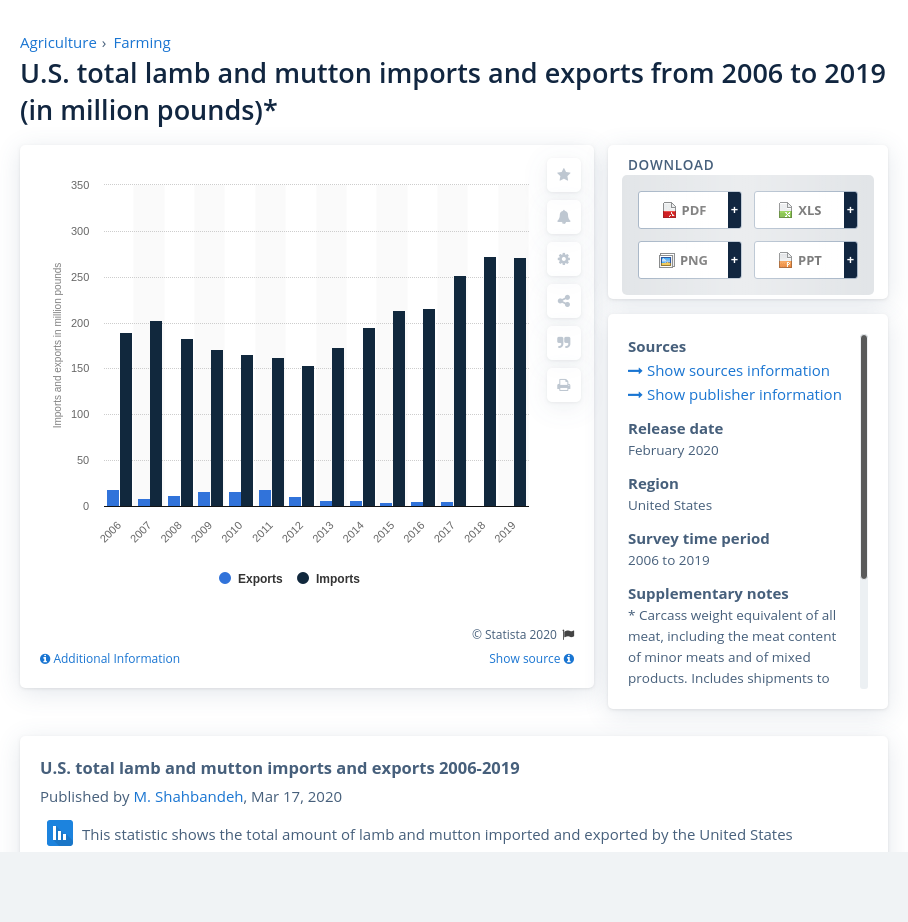 Agriculture › Farming
U.S. total lamb and mutton imports and exports from 2006 to 2019
(in million pounds)*
350
300
250
200
150
100
50
0
Imports and exports in million pounds
2006 2007 2008 2009 2010 2011 2012 2013 2014 2015 2016 2017 2018 2019
Exports Imports
© Statista 2020
Additional Information
Show source
DOWNLOAD
PDF + XLS +
PNG + PPT +
Sources
Show sources information
Show publisher information
Release date
February 2020
Region
United States
Survey time period
2006 to 2019
Supplementary notes
* Carcass weight equivalent of all
meat, including the meat content
of minor meats and of mixed
products. Includes shipments to
U.S. total lamb and mutton imports and exports 2006-2019
Published by M. Shahbandeh, Mar 17, 2020
This statistic shows the total amount of lamb and mutton imported and exported by the United States